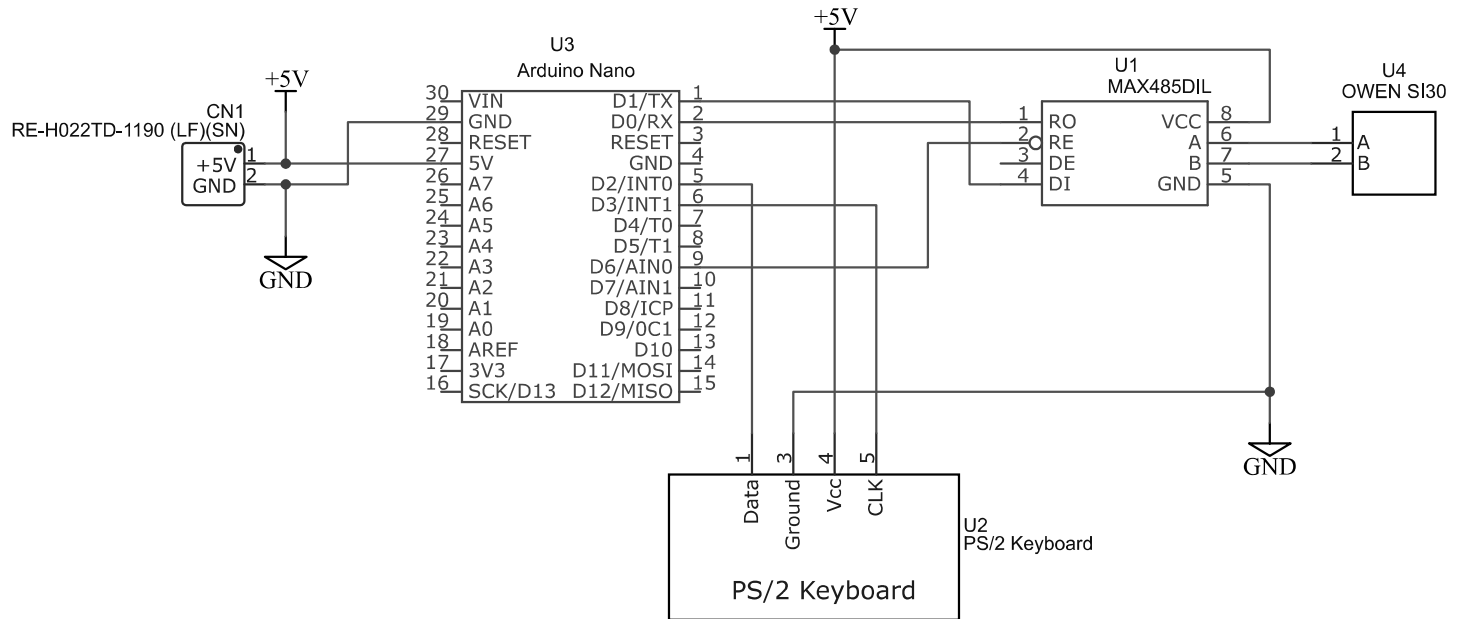 +5V
U3
Arduino Nano
U1
MAX485DIL
U4
OWEN SI30
+5V
CN1
RE-H022TD-1190 (LF)(SN)
+5V 1
GND 2
GND
30 VIN D1/TX 1
29 GND D0/RX 2
28 RESET RESET 3
27 5V GND 4
26 A7 D2/INT0 5
25 A6 D3/INT1 6
24 A5 D4/T0 7
23 A4 D5/T1 8
22 A3 D6/AIN0 9
21 A2 D7/AIN1 10
20 A1 D8/ICP 11
19 A0 D9/0C1 12
18 AREF D10 13
17 3V3 D11/MOSI 14
16 SCK/D13 D12/MISO 15
1 RO VCC 8
2 RE A 6
3 DE B 7
4 DI GND 5
1 A
2 B
GND
1 3 4 5
Data Ground Vcc CLK
U2
PS/2 Keyboard
PS/2 Keyboard